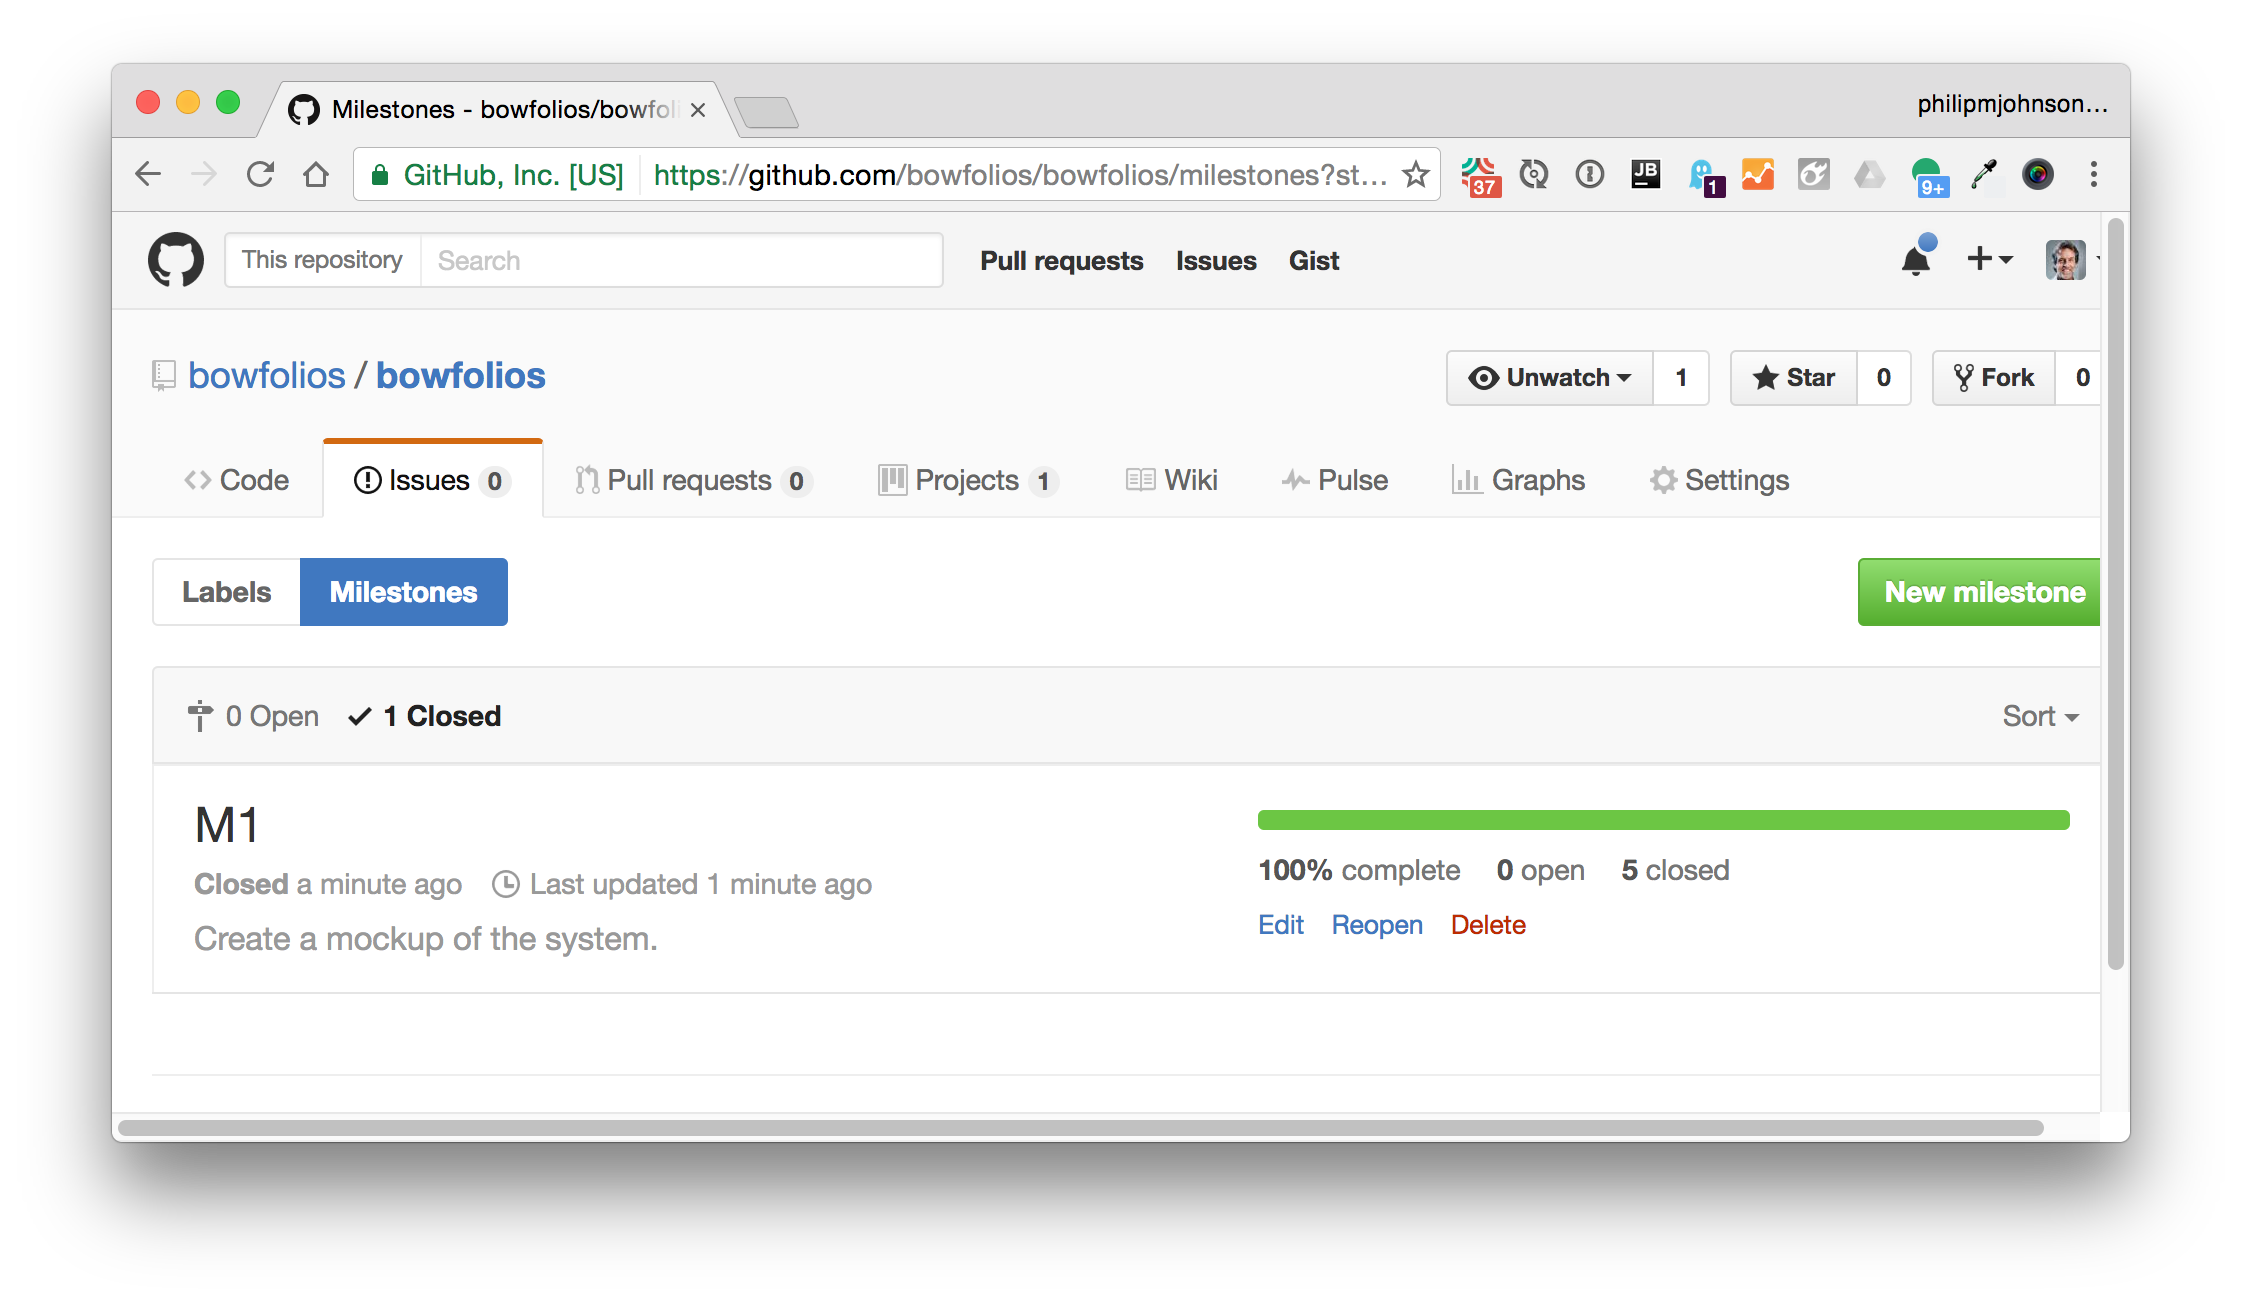 Milestones - bowfolios/bowfoli
philipmjohnson...
GitHub, Inc. [US] https://github.com/bowfolios/bowfolios/milestones?st...
37
JB
1
9+
This repository Search Pull requests Issues Gist
bowfolios / bowfolios
Unwatch 1 Star 0 Fork 0
Code Issues 0 Pull requests 0 Projects 1 Wiki Pulse Graphs Settings
Labels Milestones New milestone
0 Open 1 Closed Sort
M1
Closed a minute ago Last updated 1 minute ago
Create a mockup of the system.
100% complete 0 open 5 closed
Edit Reopen Delete